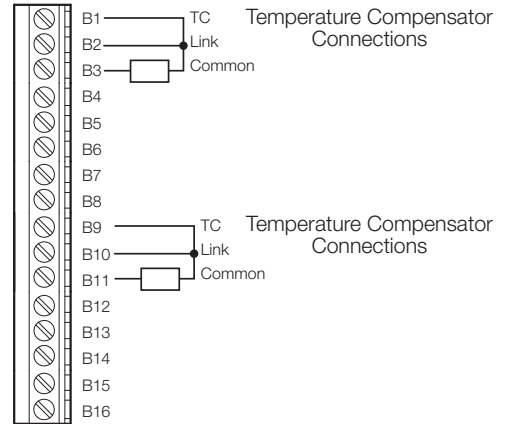 B1 TC Temperature Compensator
B2 Link Connections
B3 Common
B4
B5
B6
B7
B8
B9 TC Temperature Compensator
B10 Link Connections
B11 Common
B12
B13
B14
B15
B16